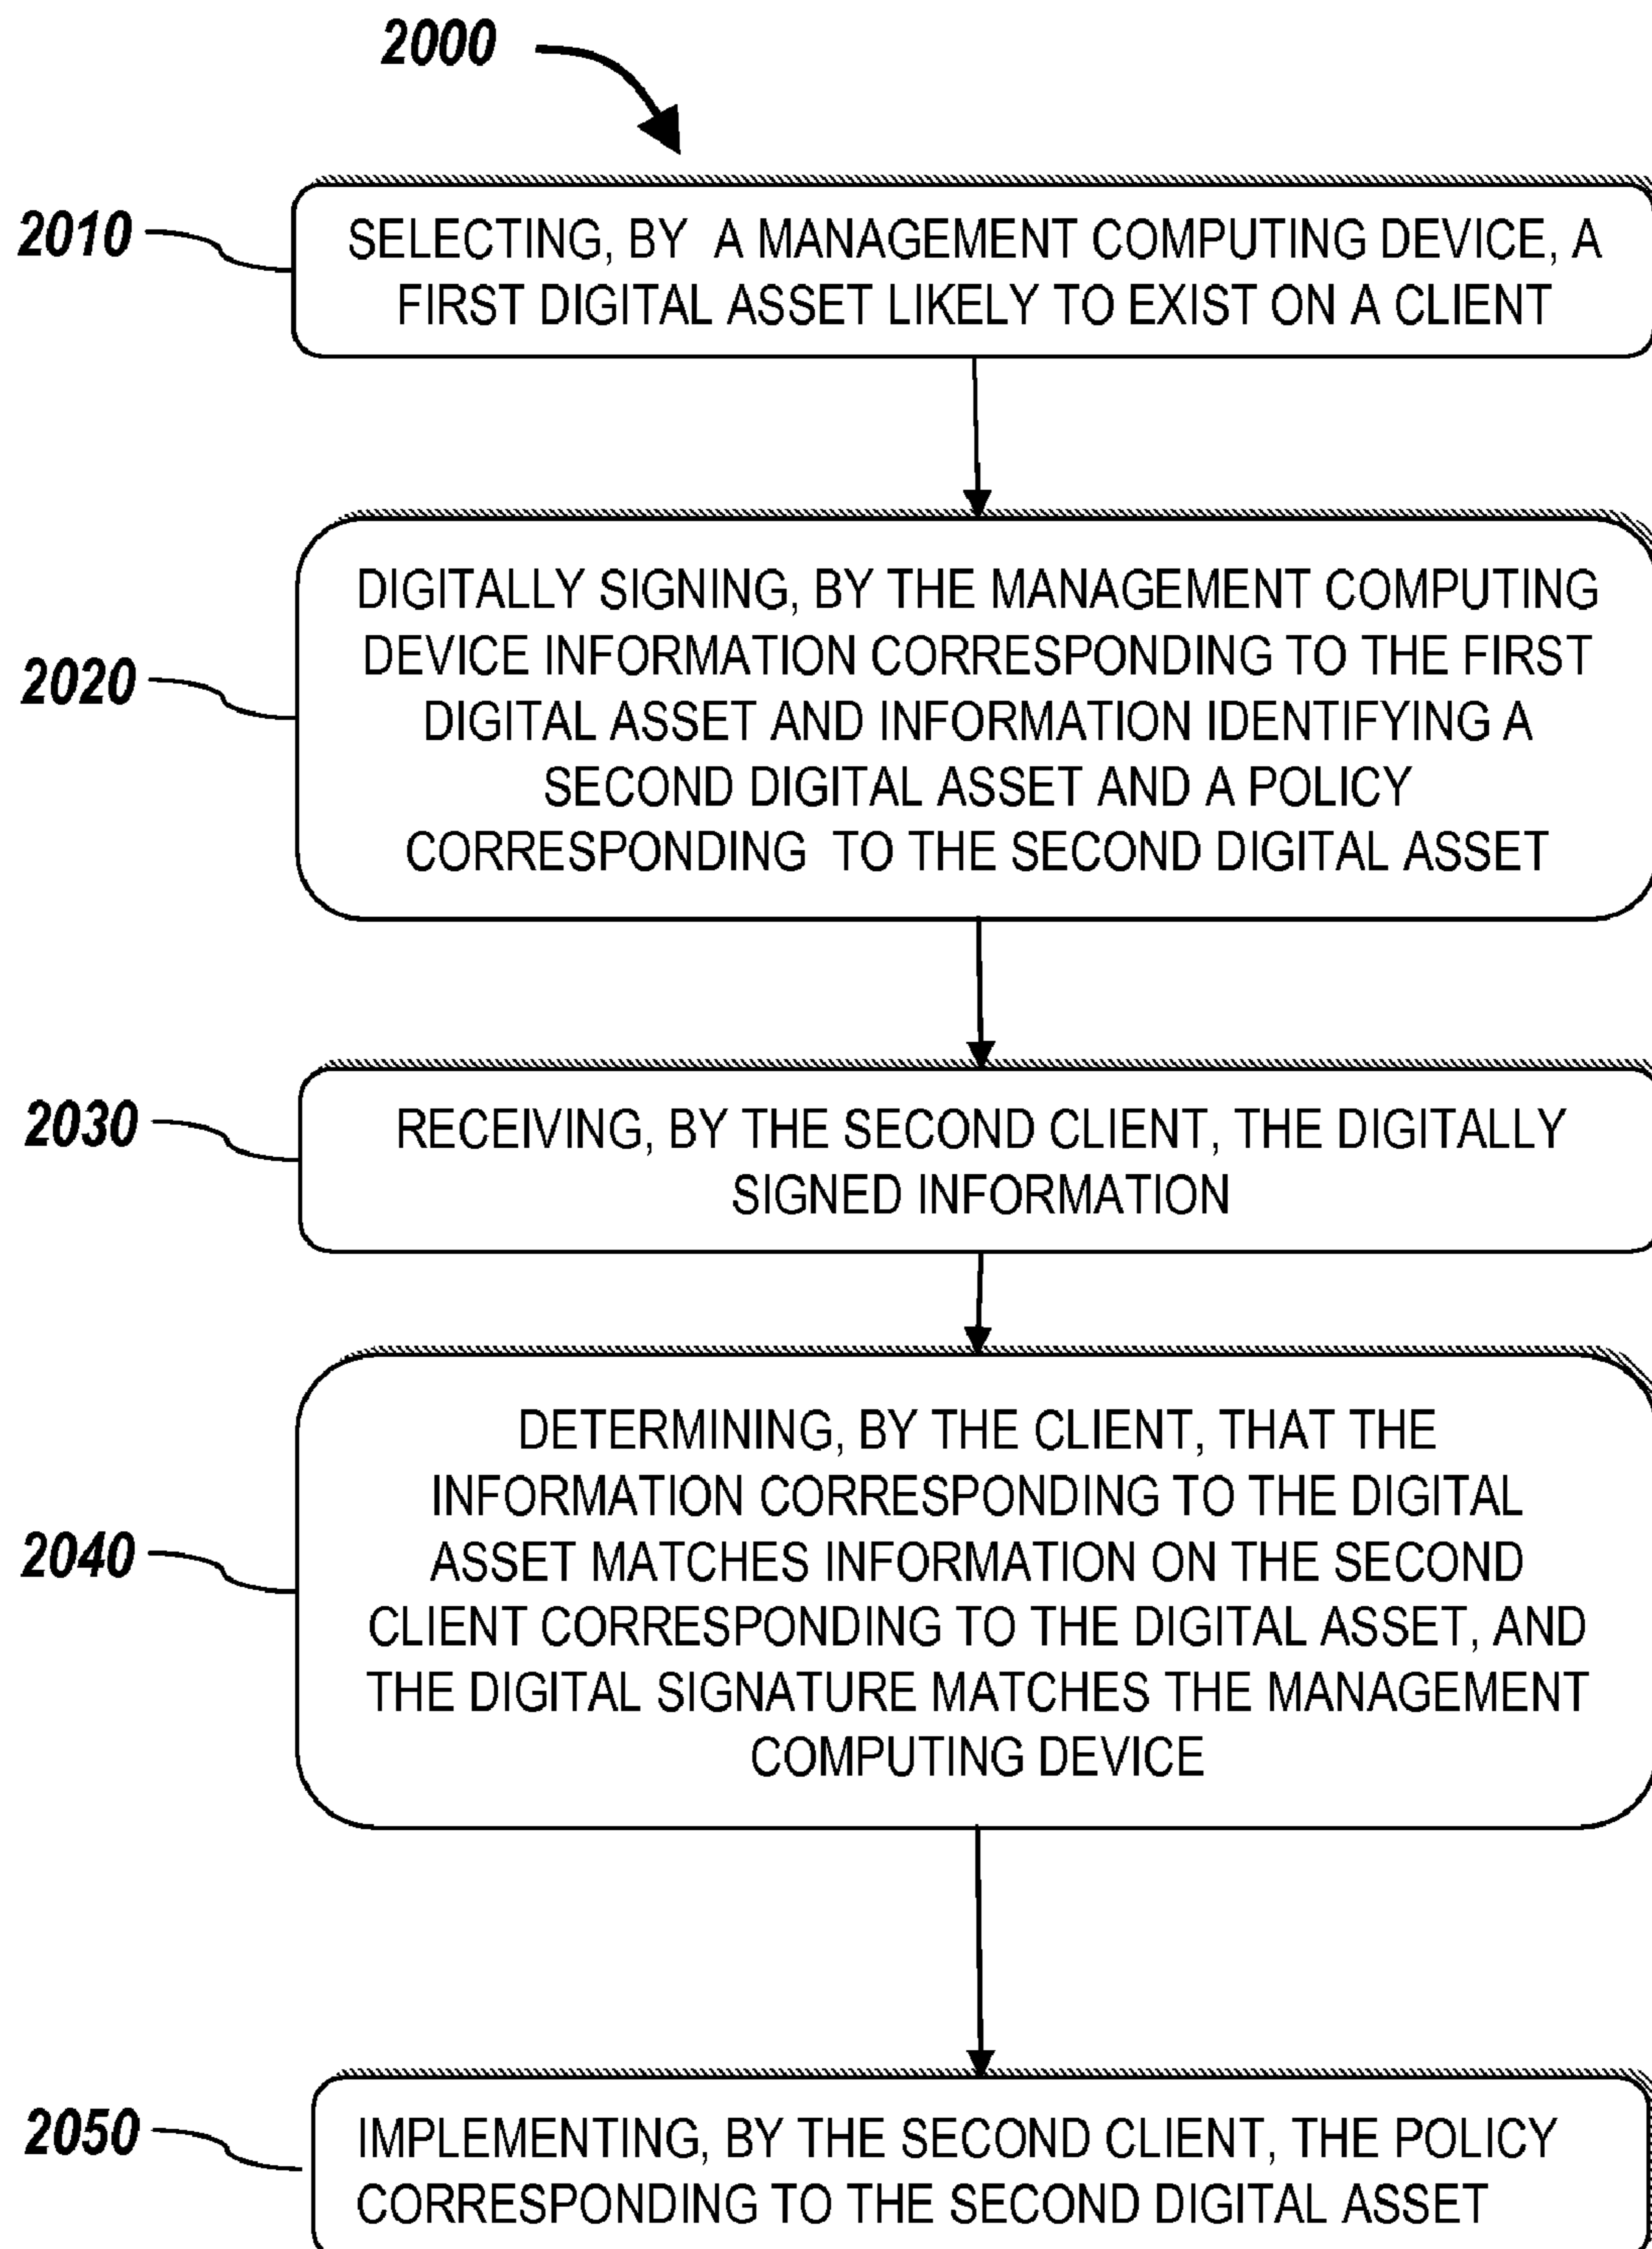 2000
2010
SELECTING, BY A MANAGEMENT COMPUTING DEVICE, A
FIRST DIGITAL ASSET LIKELY TO EXIST ON A CLIENT
2020
DIGITALLY SIGNING, BY THE MANAGEMENT COMPUTING
DEVICE INFORMATION CORRESPONDING TO THE FIRST
DIGITAL ASSET AND INFORMATION IDENTIFYING A
SECOND DIGITAL ASSET AND A POLICY
CORRESPONDING TO THE SECOND DIGITAL ASSET
2030
RECEIVING, BY THE SECOND CLIENT, THE DIGITALLY
SIGNED INFORMATION
2040
DETERMINING, BY THE CLIENT, THAT THE
INFORMATION CORRESPONDING TO THE DIGITAL
ASSET MATCHES INFORMATION ON THE SECOND
CLIENT CORRESPONDING TO THE DIGITAL ASSET, AND
THE DIGITAL SIGNATURE MATCHES THE MANAGEMENT
COMPUTING DEVICE
2050
IMPLEMENTING, BY THE SECOND CLIENT, THE POLICY
CORRESPONDING TO THE SECOND DIGITAL ASSET